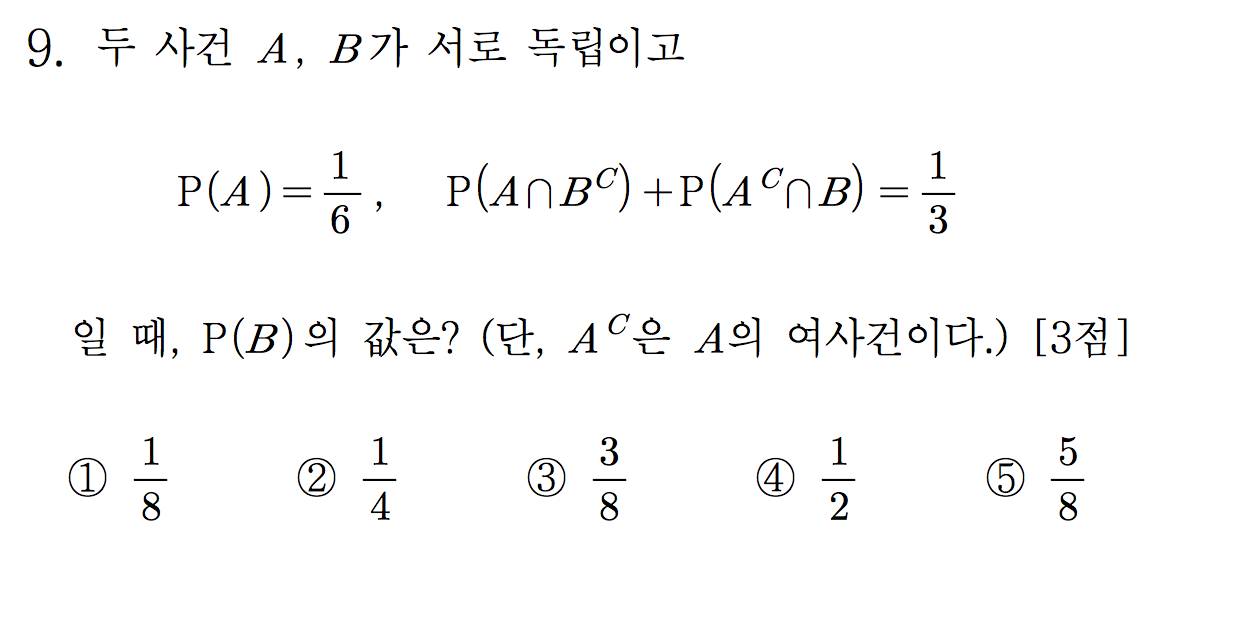 9. 두 사건 A, B가 서로 독립이고
P(A)=1/6, P(A∩B^C)+P(A^C∩B)=1/3
일 때, P(B)의 값은? (단, A^C은 A의 여사건이다.) [3점]
① 1/8 ② 1/4 ③ 3/8 ④ 1/2 ⑤ 5/8